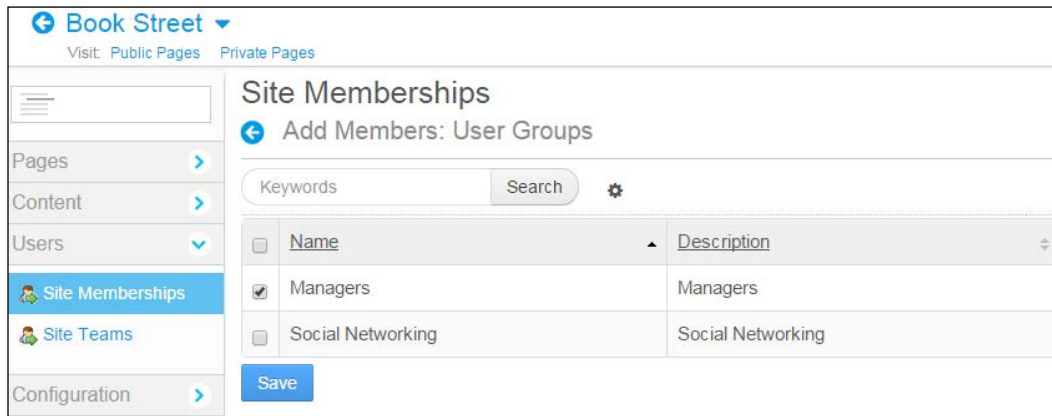 Book Street
Visit: Public Pages Private Pages
Site Memberships
Add Members: User Groups
Pages
Content
Users
Site Memberships
Site Teams
Configuration
Keywords Search
Name Description
Managers Managers
Social Networking Social Networking
Save